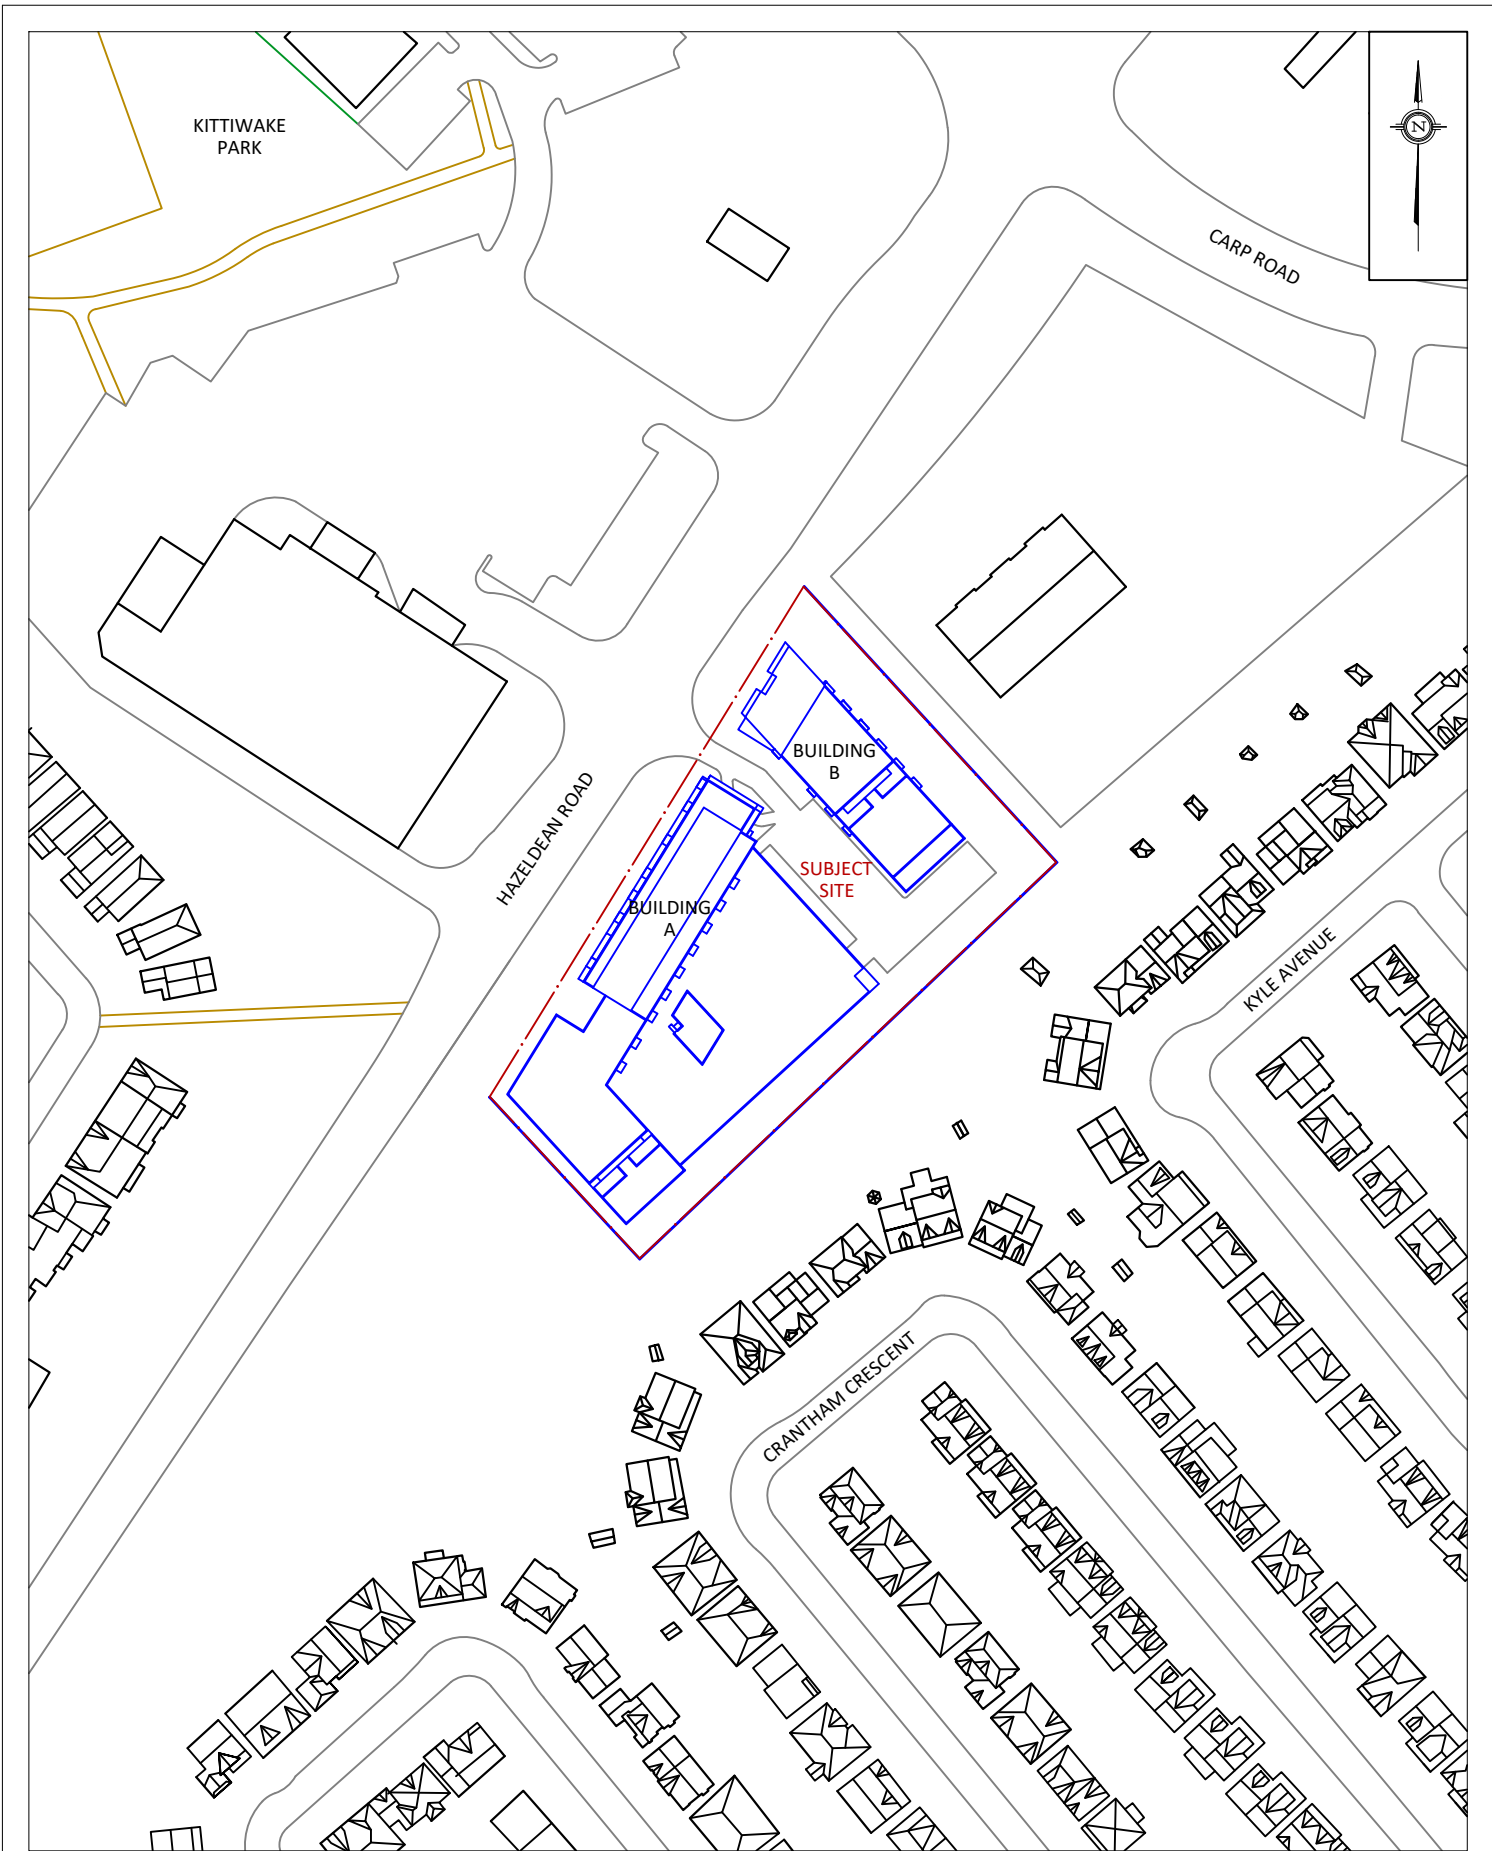 KITTIWAKE
PARK
N
CARP ROAD
HAZELDEAN ROAD
BUILDING
B
SUBJECT
SITE
BUILDING
A
KYLE AVENUE
CRANTHAM CRESCENT